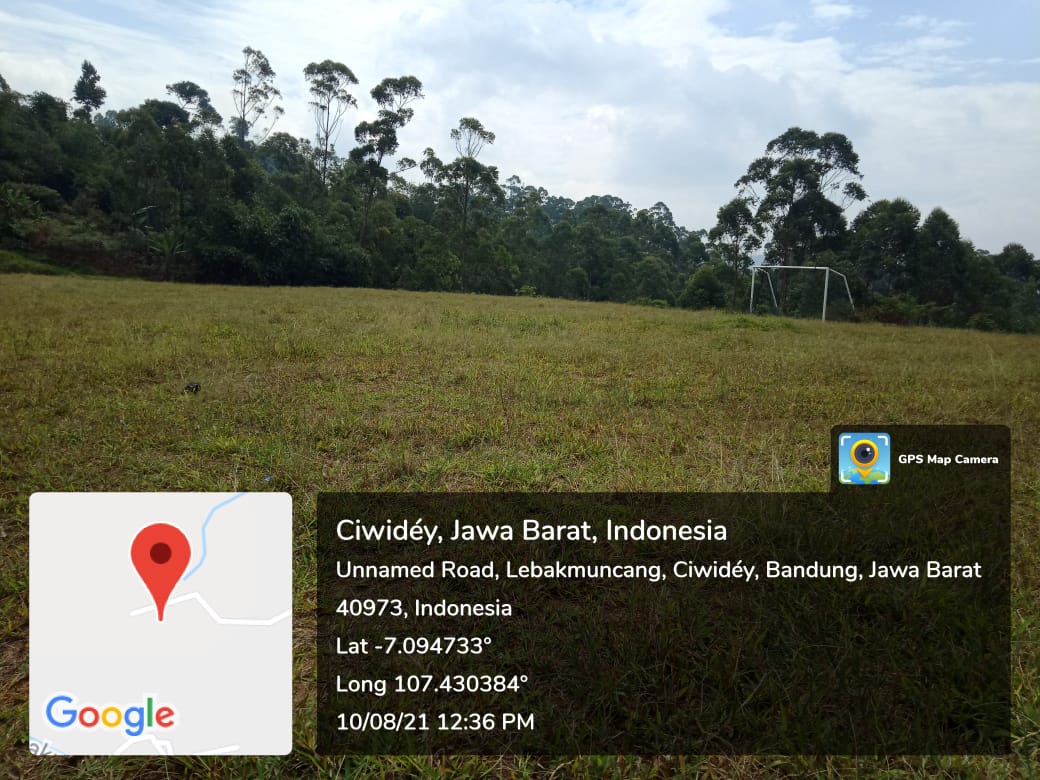 GPS Map Camera
Ciwidéy, Jawa Barat, Indonesia
Unnamed Road, Lebakmuncang, Ciwidéy, Bandung, Jawa Barat
40973, Indonesia
Lat -7.094733°
Long 107.430384°
10/08/21 12:36 PM
Google